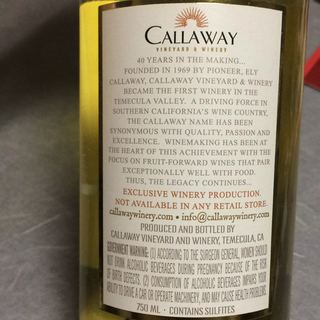 CALLAWAY
VINEYARD & WINERY
40 YEARS IN THE MAKING...
FOUNDED IN 1969 BY PIONEER, ELY
CALLAWAY, CALLAWAY VINEYARD & WINERY
BECAME THE FIRST WINERY IN THE
TEMECULA VALLEY. A DRIVING FORCE IN
SOUTHERN CALIFORNIA'S WINE COUNTRY,
THE CALLAWAY NAME HAS BEEN
SYNONYMOUS WITH QUALITY, PASSION AND
EXCELLENCE. WINEMAKING HAS BEEN AT
THE HEART OF THIS ACHIEVEMENT WITH THE
FOCUS ON FRUIT-FORWARD WINES THAT PAIR
EXCEPTIONALLY WELL WITH FOOD.
THUS, THE LEGACY CONTINUES...
EXCLUSIVE WINERY PRODUCTION.
NOT AVAILABLE IN ANY RETAIL STORE.
callawaywinery.com • info@callawaywinery.com
PRODUCED AND BOTTLED BY
CALLAWAY VINEYARD AND WINERY, TEMECULA, CA
GOVERNMENT WARNING: (1) ACCORDING TO THE SURGEON GENERAL, WOMEN SHOULD
NOT DRINK ALCOHOLIC BEVERAGES DURING PREGNANCY BECAUSE OF THE RISK
OF BIRTH DEFECTS. (2) CONSUMPTION OF ALCOHOLIC BEVERAGES IMPAIRS YOUR
ABILITY TO DRIVE A CAR OR OPERATE MACHINERY, AND MAY CAUSE HEALTH PROBLEMS.
750 ML • CONTAINS SULFITES